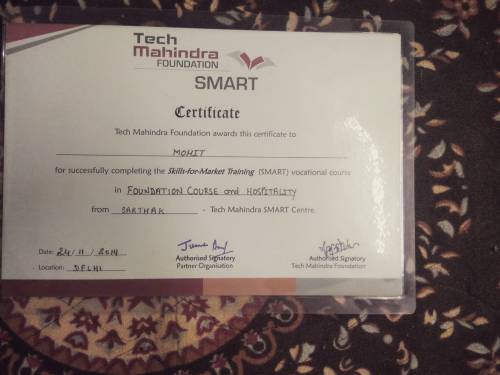 Tech
Mahindra
FOUNDATION
SMART
Certificate
Tech Mahindra Foundation awards this certificate to
MOHIT
for successfully completing the Skills-for-Market Training (SMART) vocational course
in FOUNDATION COURSE and HOSPITALITY
from SARTHAK - Tech Mahindra SMART Centre.
Date: 24/11/2014
Authorised Signatory Authorised Signatory
Partner Organisation Tech Mahindra Foundation
Location: DELHI